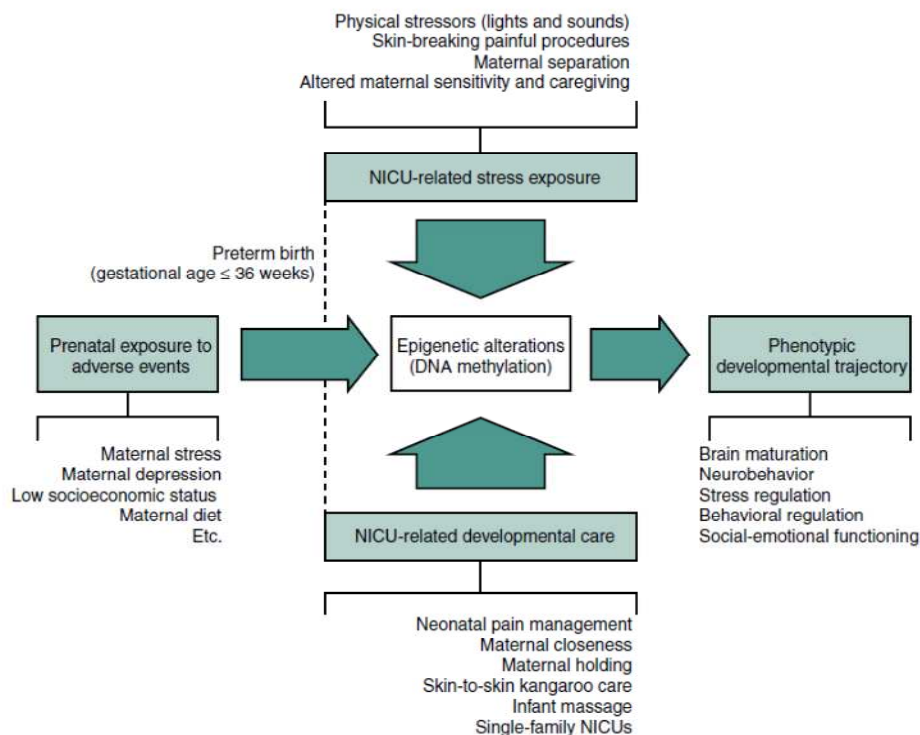 Physical stressors (lights and sounds)
Skin-breaking painful procedures
Maternal separation
Altered maternal sensitivity and caregiving
NICU-related stress exposure
Preterm birth
(gestational age ≤ 36 weeks)
Prenatal exposure to
adverse events
Epigenetic alterations
(DNA methylation)
Phenotypic
developmental trajectory
Maternal stress
Maternal depression
Low socioeconomic status
Maternal diet
Etc.
Brain maturation
Neurobehavior
Stress regulation
Behavioral regulation
Social-emotional functioning
NICU-related developmental care
Neonatal pain management
Maternal closeness
Maternal holding
Skin-to-skin kangaroo care
Infant massage
Single-family NICUs